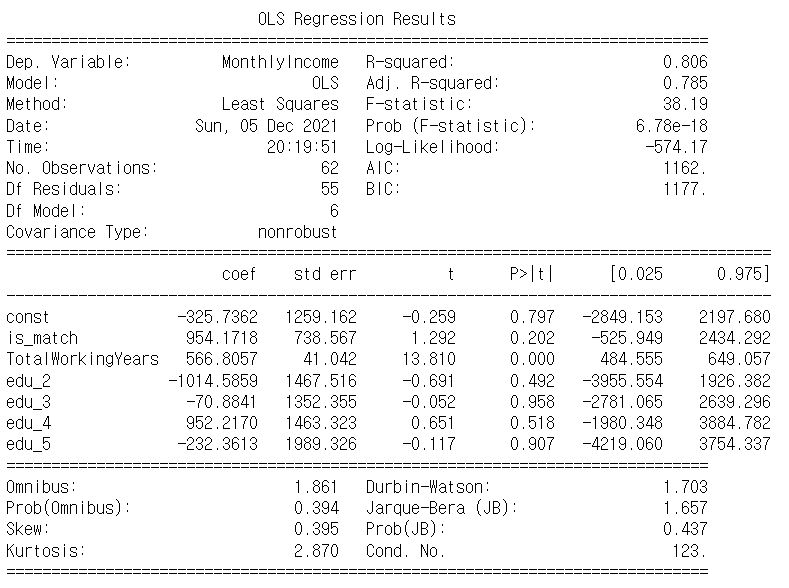 OLS Regression Results
==============================================================================
Dep. Variable:          MonthlyIncome   R-squared:                       0.806
Model:                            OLS   Adj. R-squared:                  0.785
Method:                 Least Squares   F-statistic:                     38.19
Date:                Sun, 05 Dec 2021   Prob (F-statistic):           6.78e-18
Time:                        20:19:51   Log-Likelihood:                -574.17
No. Observations:                  62   AIC:                             1162.
Df Residuals:                      55   BIC:                             1177.
Df Model:                           6
Covariance Type:            nonrobust
=====================================================================================
                        coef    std err          t      P>|t|      [0.025      0.975]
-------------------------------------------------------------------------------------
const              -325.7362   1259.162     -0.259      0.797   -2849.153    2197.680
is_match            954.1718    738.567      1.292      0.202    -525.949    2434.292
TotalWorkingYears   566.8057     41.042     13.810      0.000     484.555     649.057
edu_2             -1014.5859   1467.516     -0.691      0.492   -3955.554    1926.382
edu_3               -70.8841   1352.355     -0.052      0.958   -2781.065    2639.296
edu_4               952.2170   1463.323      0.651      0.518   -1980.348    3884.782
edu_5              -232.3613   1989.326     -0.117      0.907   -4219.060    3754.337
==============================================================================
Omnibus:                        1.861   Durbin-Watson:                   1.703
Prob(Omnibus):                  0.394   Jarque-Bera (JB):                1.657
Skew:                           0.395   Prob(JB):                        0.437
Kurtosis:                       2.870   Cond. No.                         123.
==============================================================================